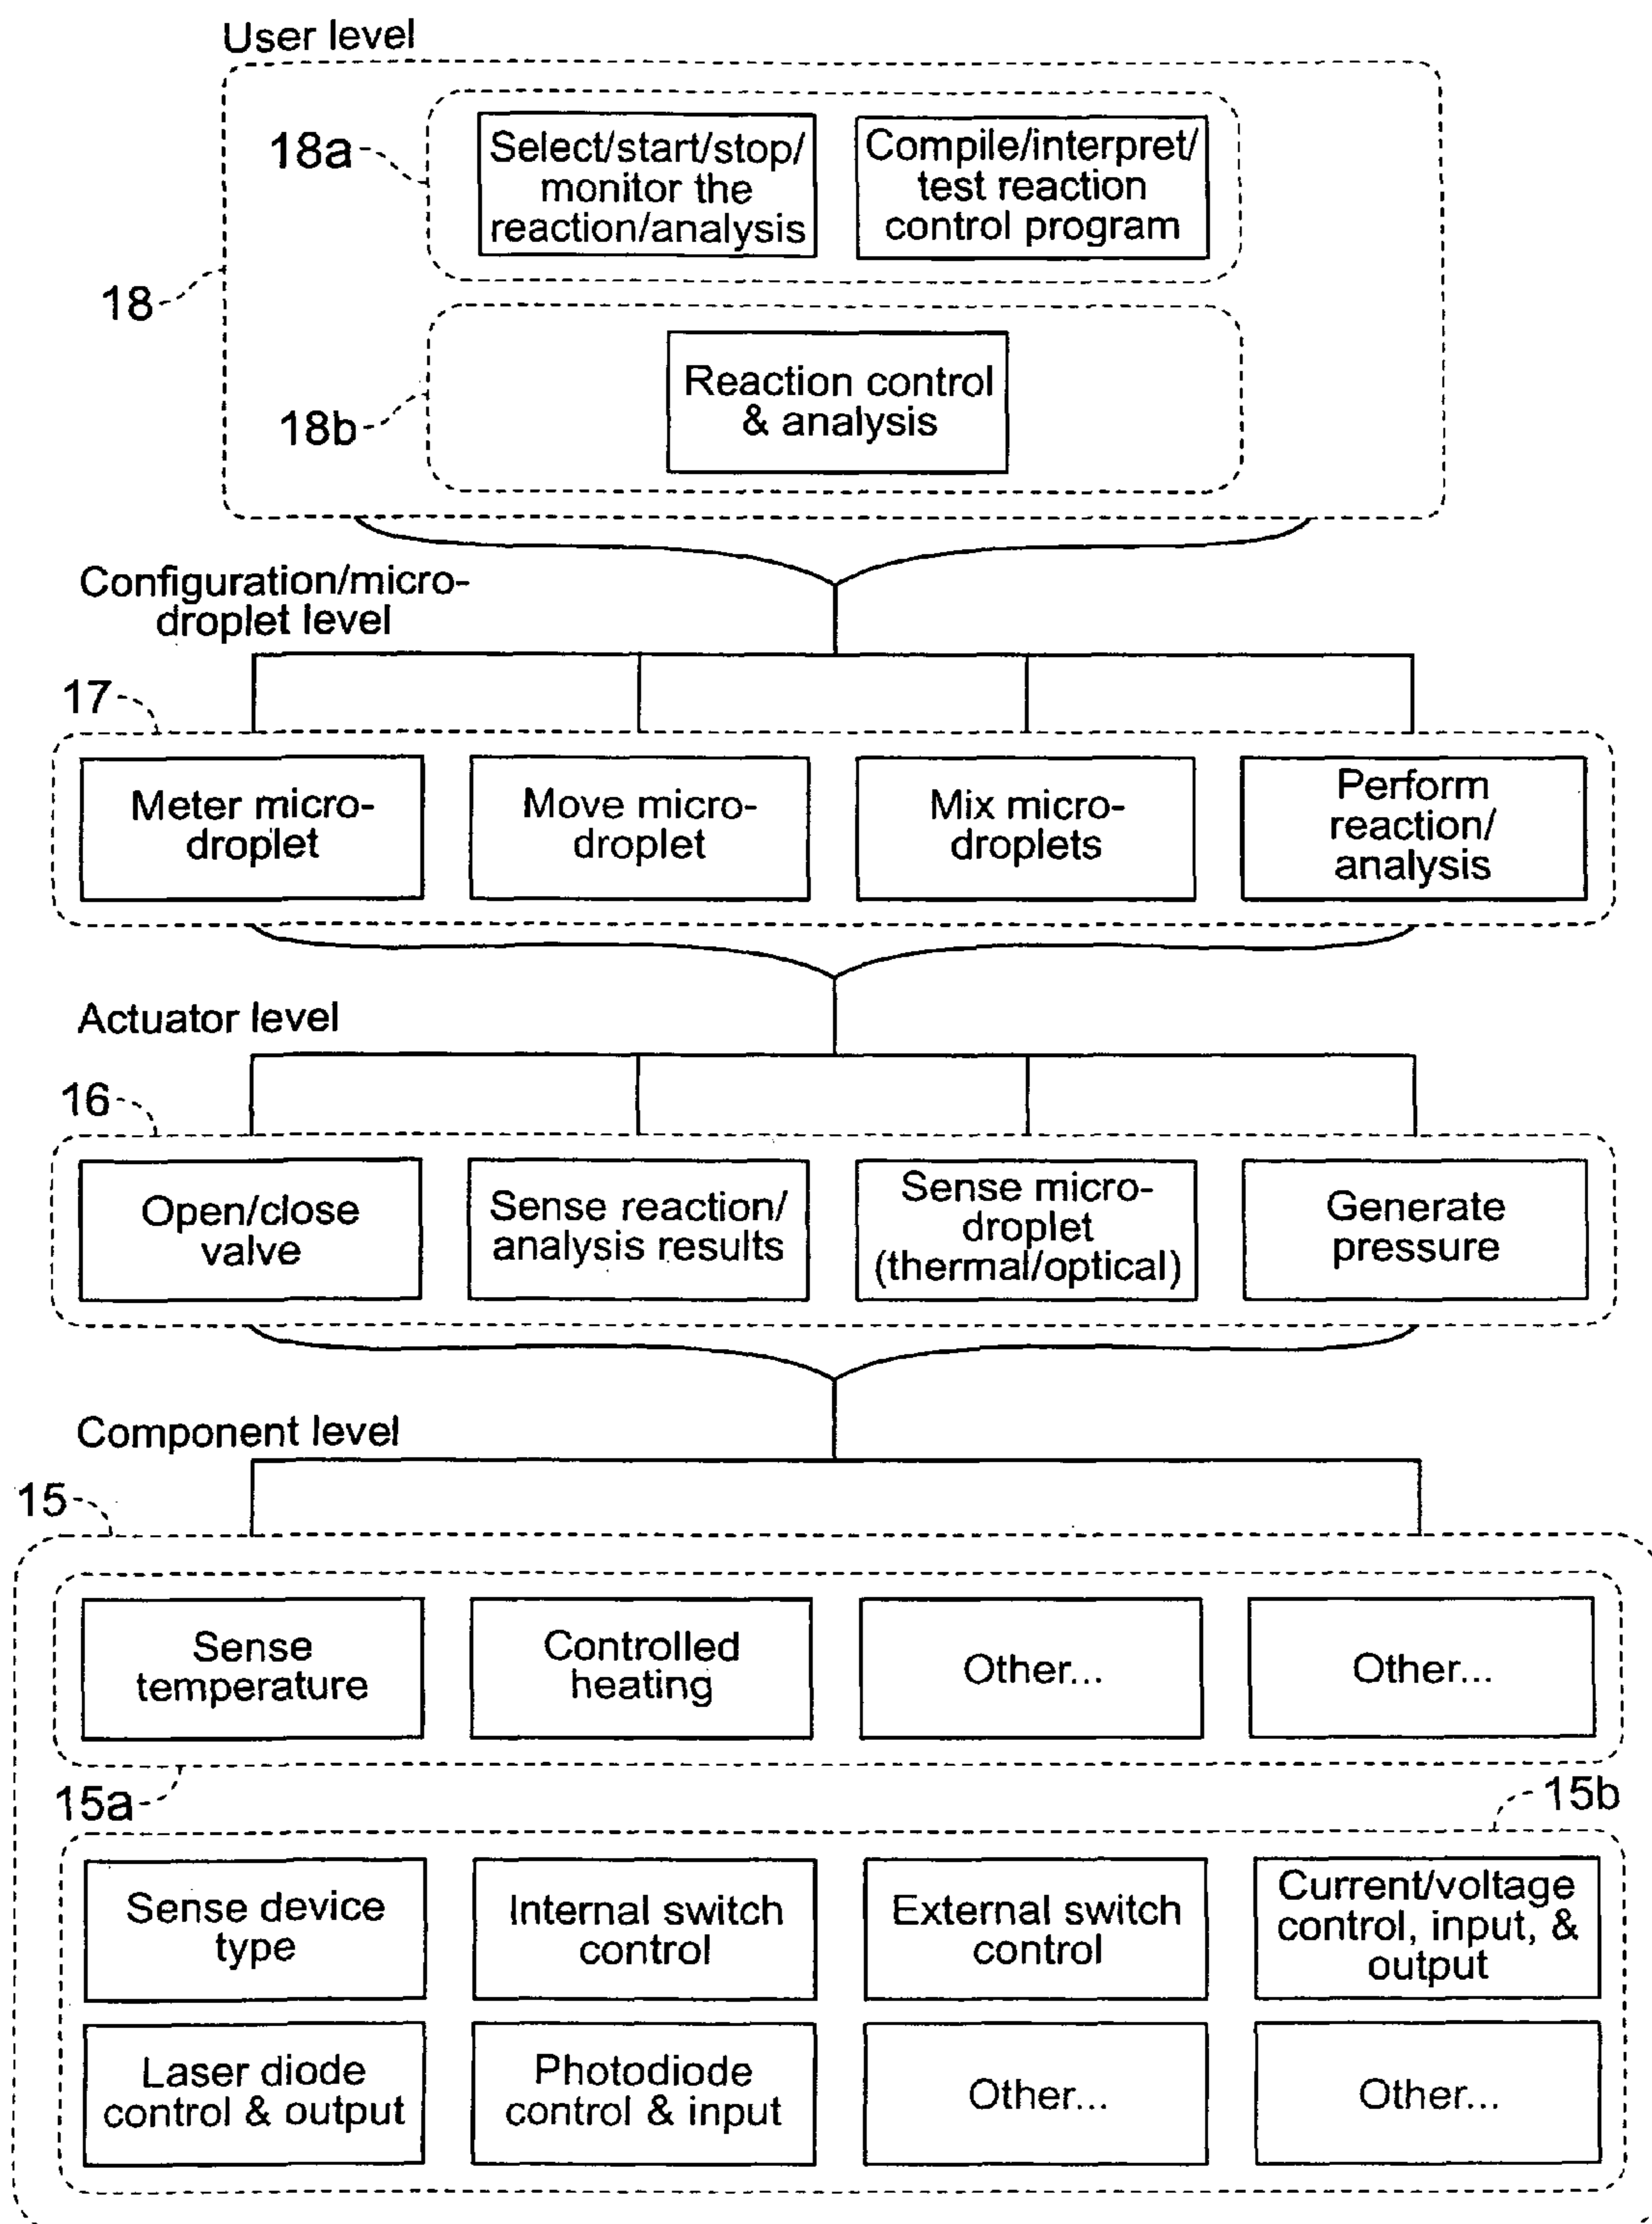 User level
18a
Select/start/stop/
monitor the
reaction/analysis
Compile/interpret/
test reaction
control program
18
18b
Reaction control
& analysis
Configuration/micro-
droplet level
17
Meter micro-
droplet
Move micro-
droplet
Mix micro-
droplets
Perform
reaction/
analysis
Actuator level
16
Open/close
valve
Sense reaction/
analysis results
Sense micro-
droplet
(thermal/optical)
Generate
pressure
Component level
15
Sense
temperature
Controlled
heating
Other...
Other...
15a
15b
Sense device
type
Internal switch
control
External switch
control
Current/voltage
control, input, &
output
Laser diode
control & output
Photodiode
control & input
Other...
Other...